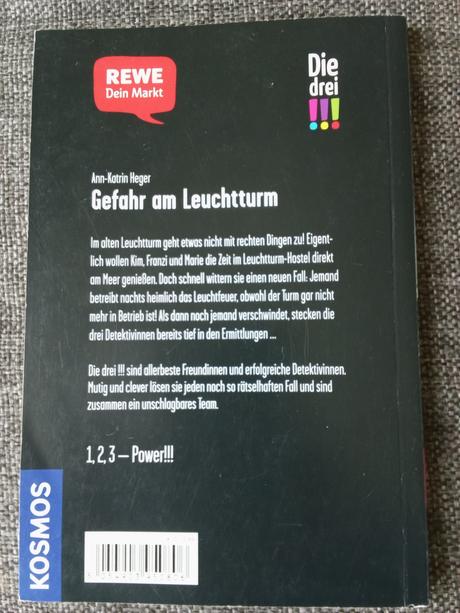 REWE
Dein Markt
Die
drei
!!!
Ann-Katrin Heger
Gefahr am Leuchtturm
Im alten Leuchtturm geht etwas nicht mit rechten Dingen zu! Eigent-
lich wollen Kim, Franzi und Marie die Zeit im Leuchtturm-Hostel direkt
am Meer genießen. Doch schnell wittern sie einen neuen Fall: Jemand
betreibt nachts heimlich das Leuchtfeuer, obwohl der Turm gar nicht
mehr in Betrieb ist! Als dann noch jemand verschwindet, stecken die
drei Detektivinnen bereits tief in den Ermittlungen ...
Die drei !!! sind allerbeste Freundinnen und erfolgreiche Detektivinnen.
Mutig und clever lösen sie jeden noch so rätselhaften Fall und sind
zusammen ein unschlagbares Team.
1, 2, 3 – Power!!!
KOSMOS